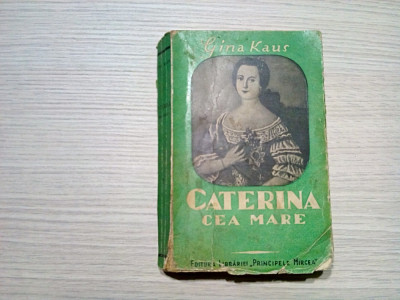 Gina Kaus
CATERINA
CEA MARE
EDITURA LIBRĂRIEI „PRINCIPELE MIRCEA"